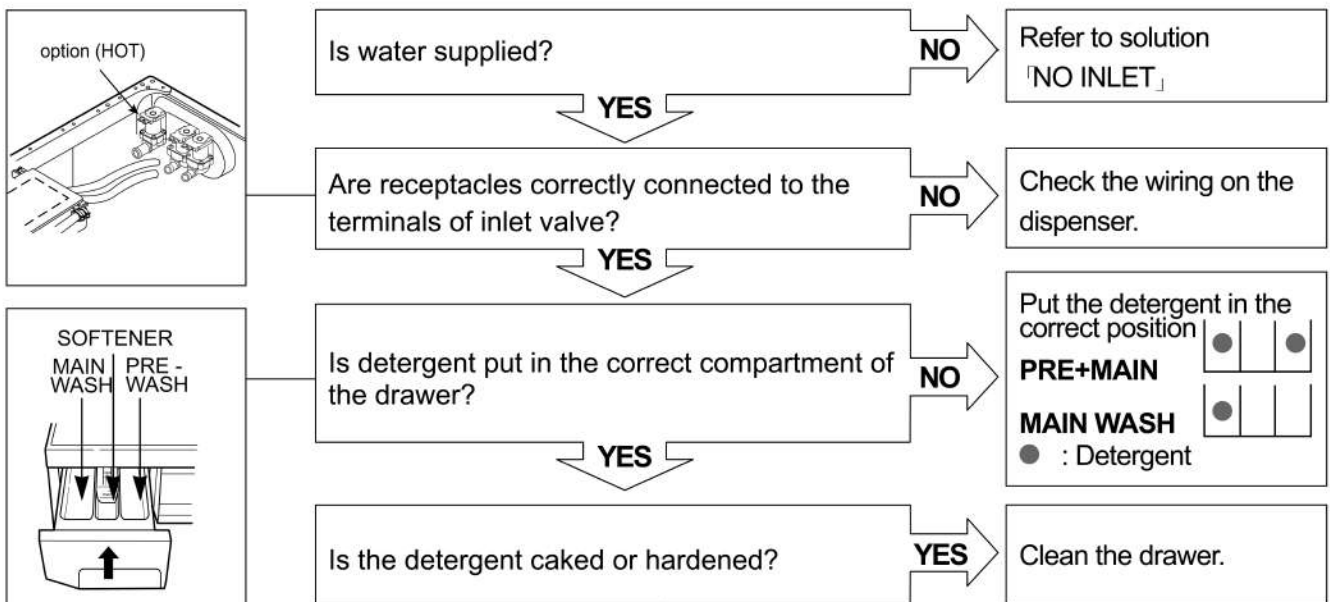 option (HOT)
Is water supplied?
NO
Refer to solution
「NO INLET」
YES
Are receptacles correctly connected to the
terminals of inlet valve?
NO
Check the wiring on the
dispenser.
YES
SOFTENER
MAIN WASH
PRE - WASH
Is detergent put in the correct compartment of
the drawer?
NO
Put the detergent in the
correct position
PRE+MAIN
MAIN WASH
: Detergent
YES
Is the detergent caked or hardened?
YES
Clean the drawer.